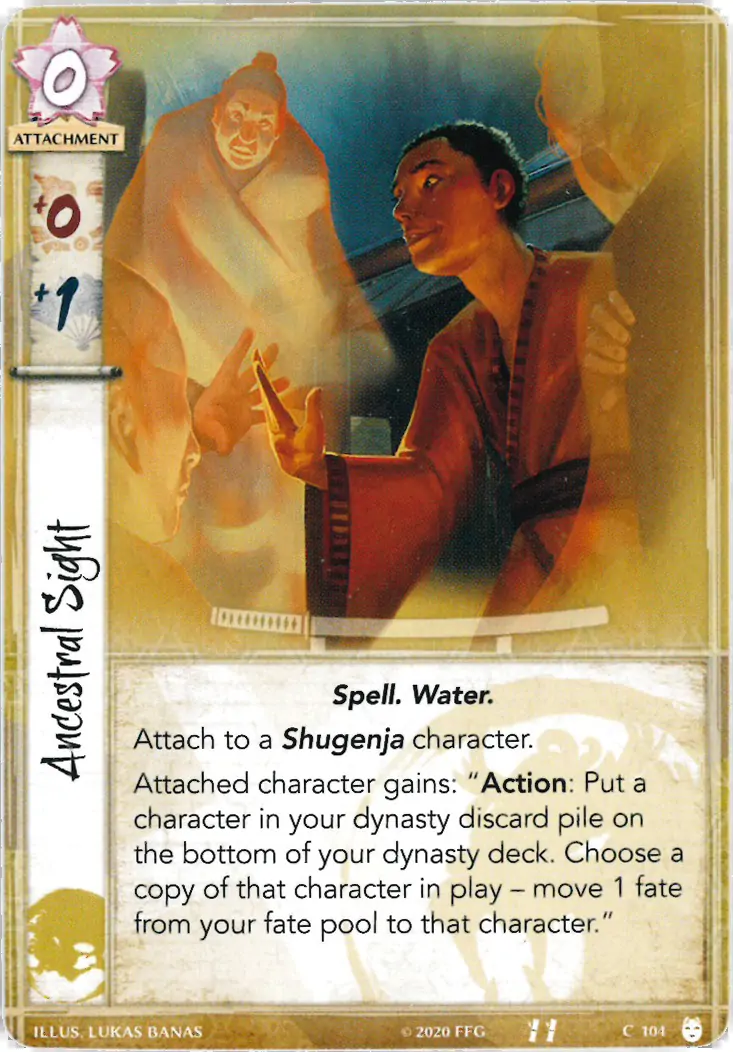 0
ATTACHMENT
+0
+1
Ancestral Sight
Spell. Water.
Attach to a Shugenja character.
Attached character gains: “Action: Put a
character in your dynasty discard pile on
the bottom of your dynasty deck. Choose a
copy of that character in play – move 1 fate
from your fate pool to that character.”
ILLUS. LUKAS BANAS
© 2020 FFG
C 104